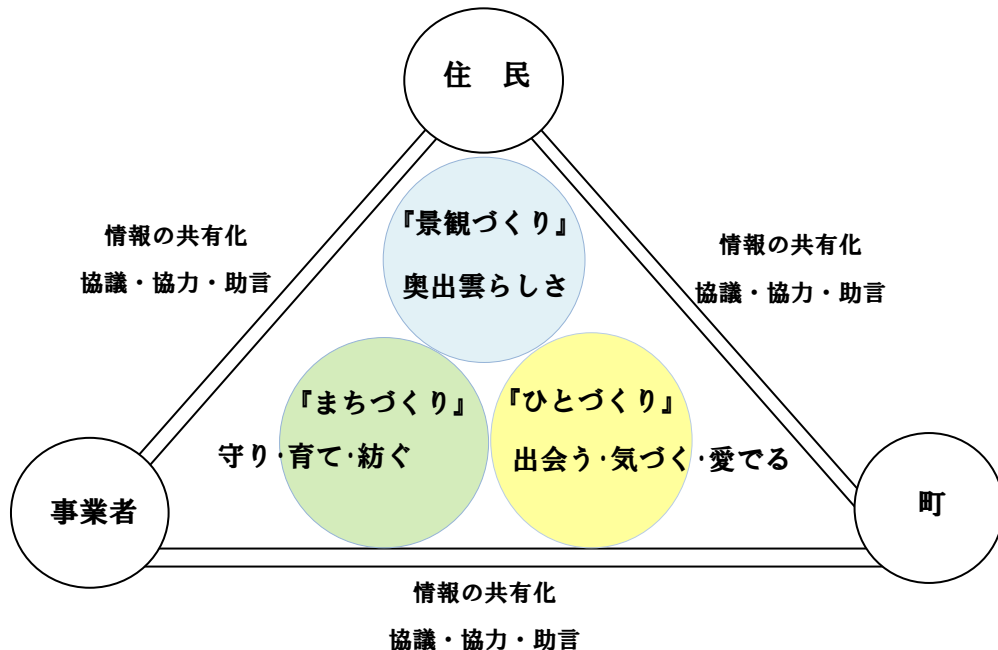 住　民
『景観づくり』
奥出雲らしさ
情報の共有化
協議・協力・助言
情報の共有化
協議・協力・助言
『まちづくり』
守り・育て・紡ぐ
『ひとづくり』
出会う・気づく・愛でる
事業者
町
情報の共有化
協議・協力・助言